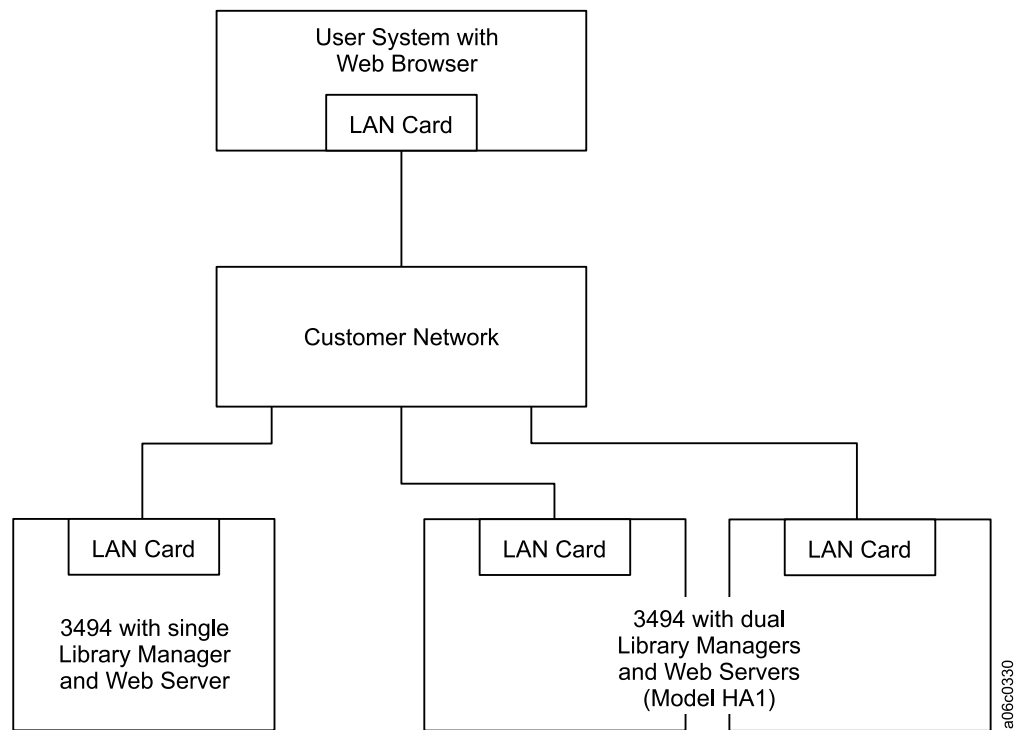 User System with
Web Browser
LAN Card
Customer Network
LAN Card
LAN Card
LAN Card
3494 with single
Library Manager
and Web Server
3494 with dual
Library Managers
and Web Servers
(Model HA1)
a06c0330